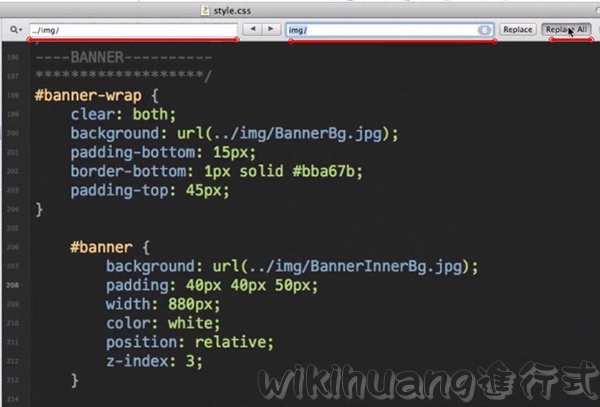 style.css
../img/
img/
6
Replace
Replace All
196 ----BANNER----------
197 *******************/
198 #banner-wrap {
199 clear: both;
200 background: url(../img/BannerBg.jpg);
201 padding-bottom: 15px;
202 border-bottom: 1px solid #bba67b;
203 padding-top: 45px;
204 }
205
206 #banner {
207 background: url(../img/BannerInnerBg.jpg);
208 padding: 40px 40px 50px;
209 width: 880px;
210 color: white;
211 position: relative;
212 z-index: 3;
213 }
214
wikihuang進行式